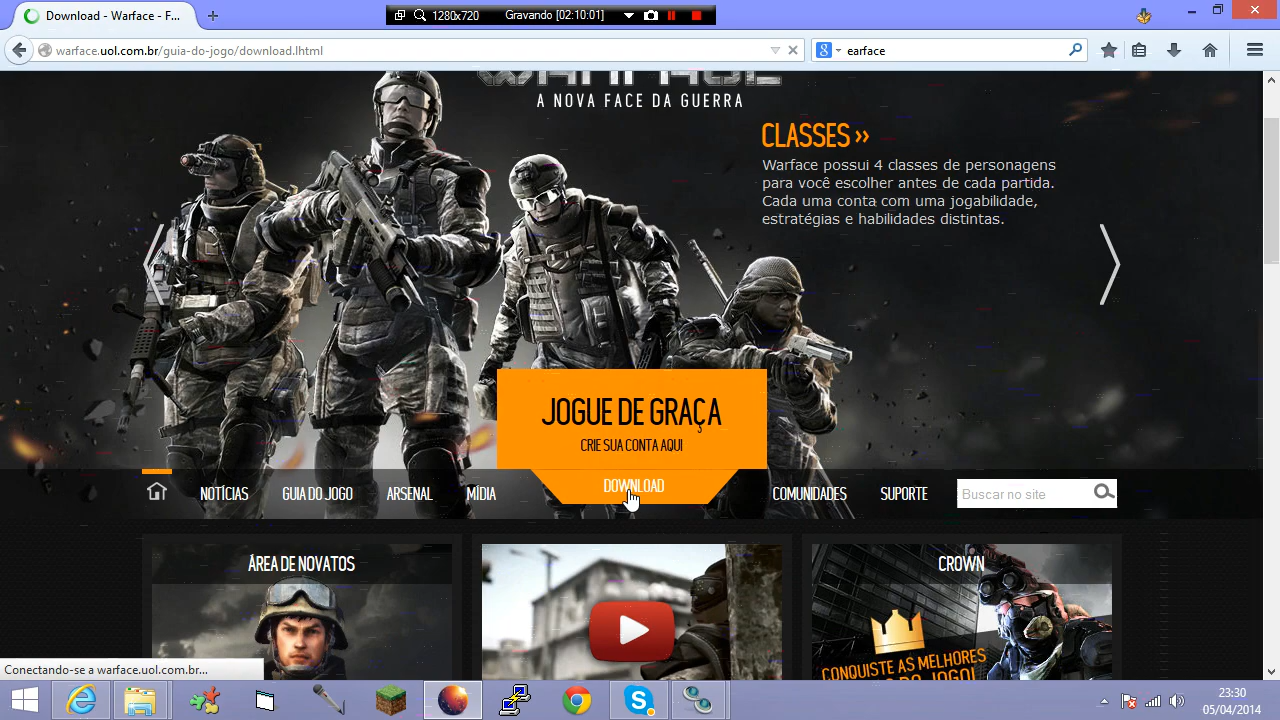 Download - Warface - F...
1280x720
Gravando [02:10:01]
warface.uol.com.br/guia-do-jogo/download.lhtml
earface
WARFACE
A NOVA FACE DA GUERRA
CLASSES »
Warface possui 4 classes de personagens
para você escolher antes de cada partida.
Cada uma conta com uma jogabilidade,
estratégias e habilidades distintas.
JOGUE DE GRAÇA
CRIE SUA CONTA AQUI
DOWNLOAD
NOTÍCIAS
GUIA DO JOGO
ARSENAL
MÍDIA
COMUNIDADES
SUPORTE
Buscar no site
ÁREA DE NOVATOS
CROWN
CONQUISTE AS MELHORES
DO JOGO!
Conectando-se a warface.uol.com.br...
23:30
05/04/2014